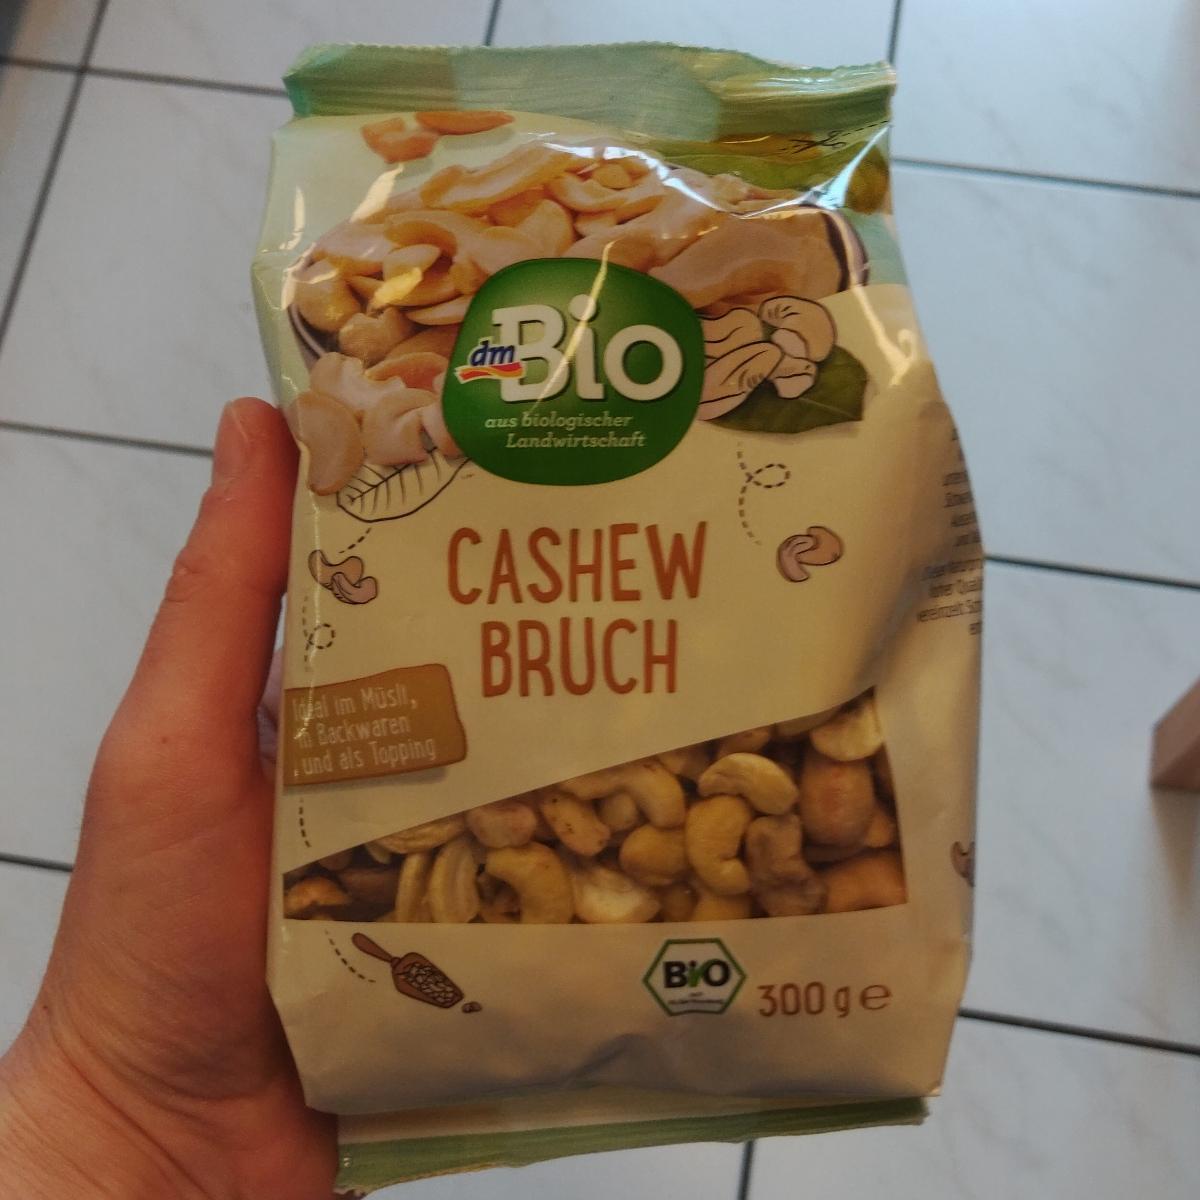 dm
Bio
aus biologischer
Landwirtschaft
CASHEW
BRUCH
Ideal im Müsli,
in Backwaren
und als Topping
BIO
300 g e